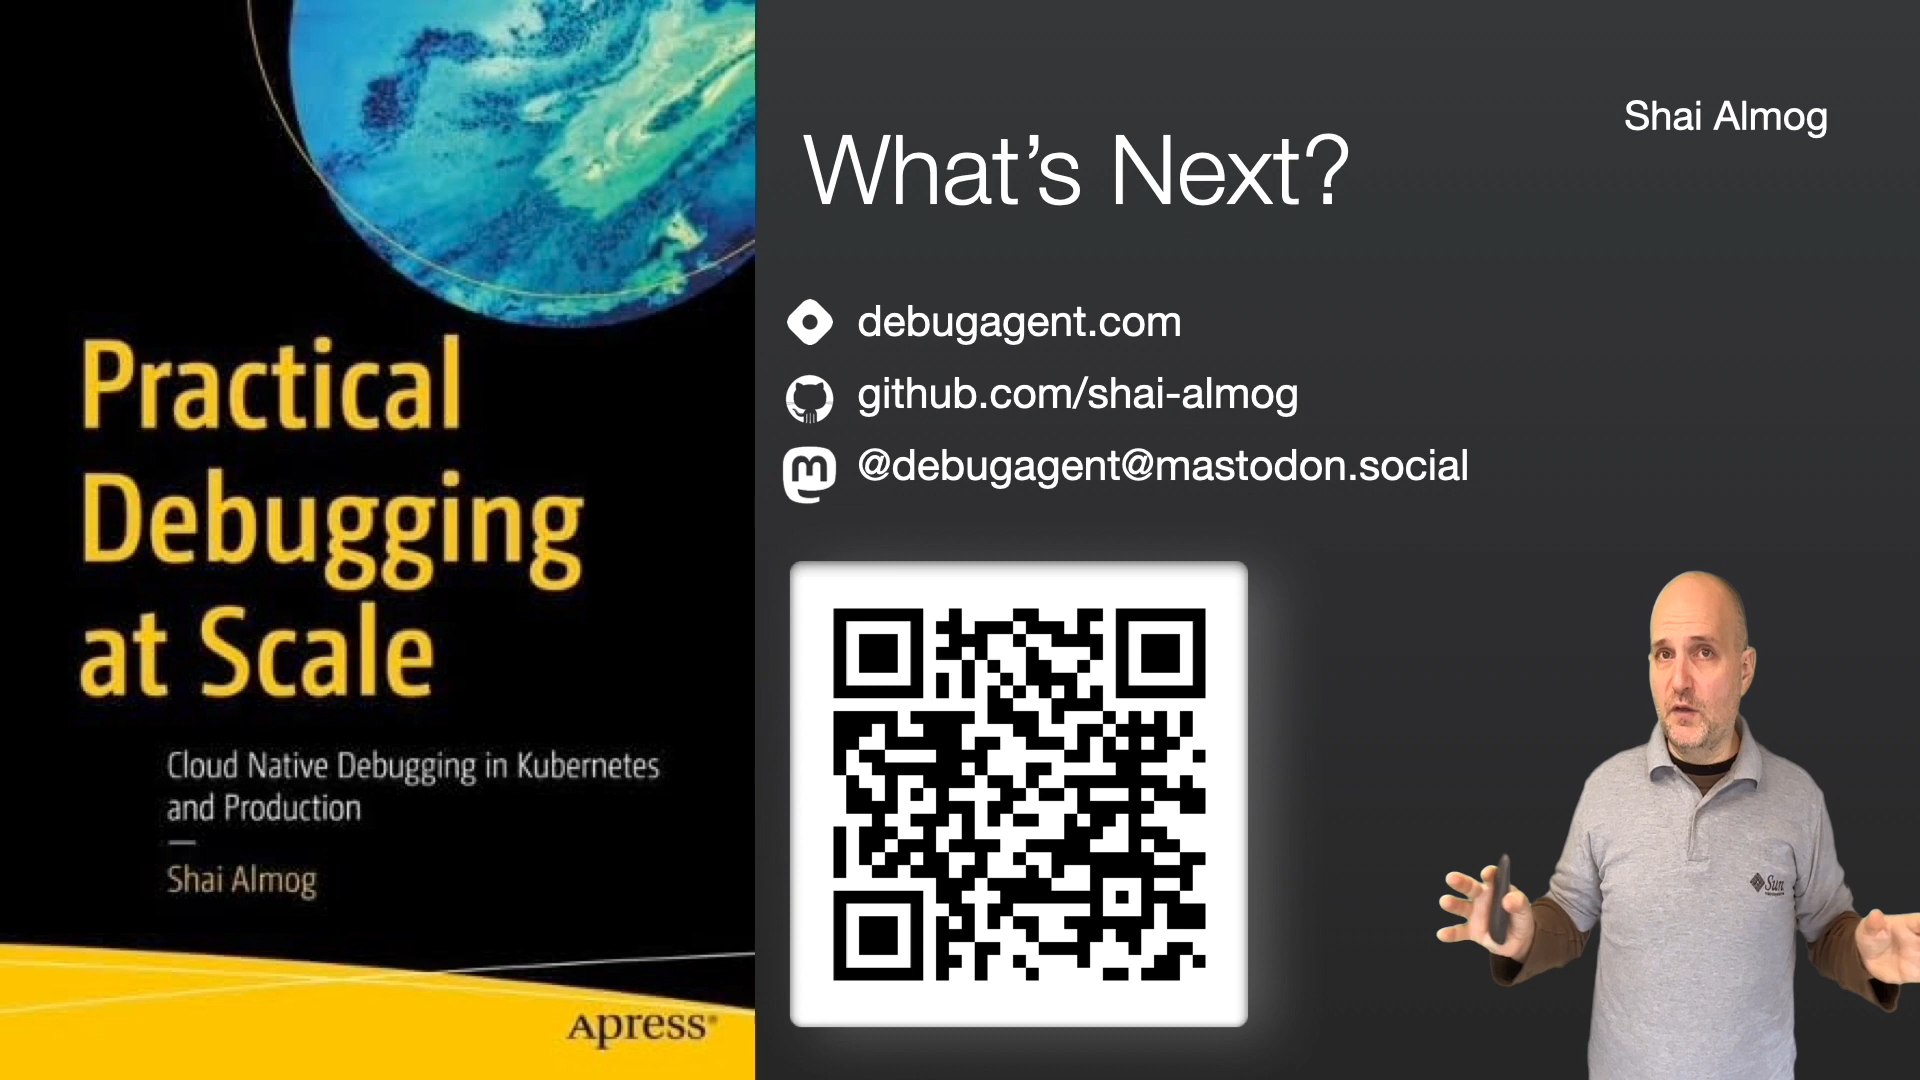 Practical
Debugging
at Scale
Cloud Native Debugging in Kubernetes
and Production
Shai Almog
Apress®
Shai Almog
What’s Next?
debugagent.com
github.com/shai-almog
@debugagent@mastodon.social
Sun